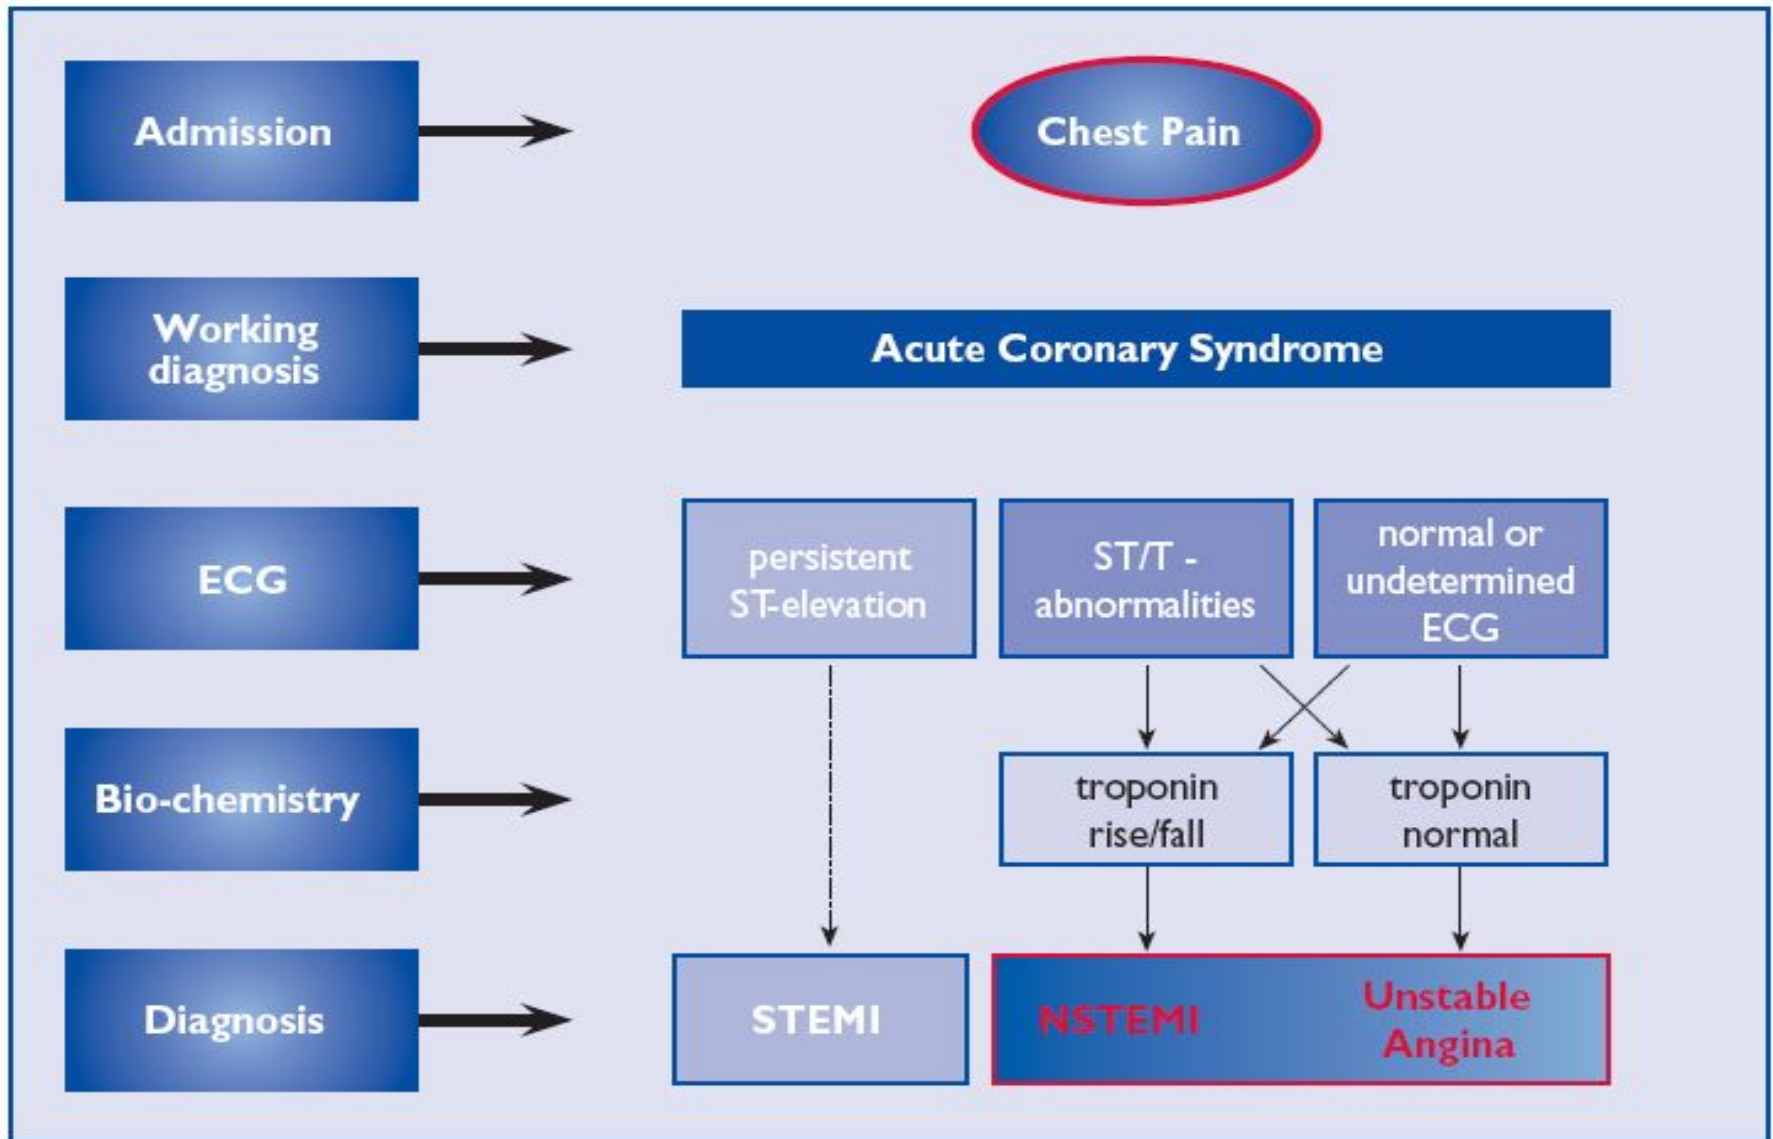 Admission
Chest Pain
Working
diagnosis
Acute Coronary Syndrome
ECG
persistent
ST-elevation
ST/T -
abnormalities
normal or
undetermined
ECG
Bio-chemistry
troponin
rise/fall
troponin
normal
Diagnosis
STEMI
NSTEMI
Unstable
Angina